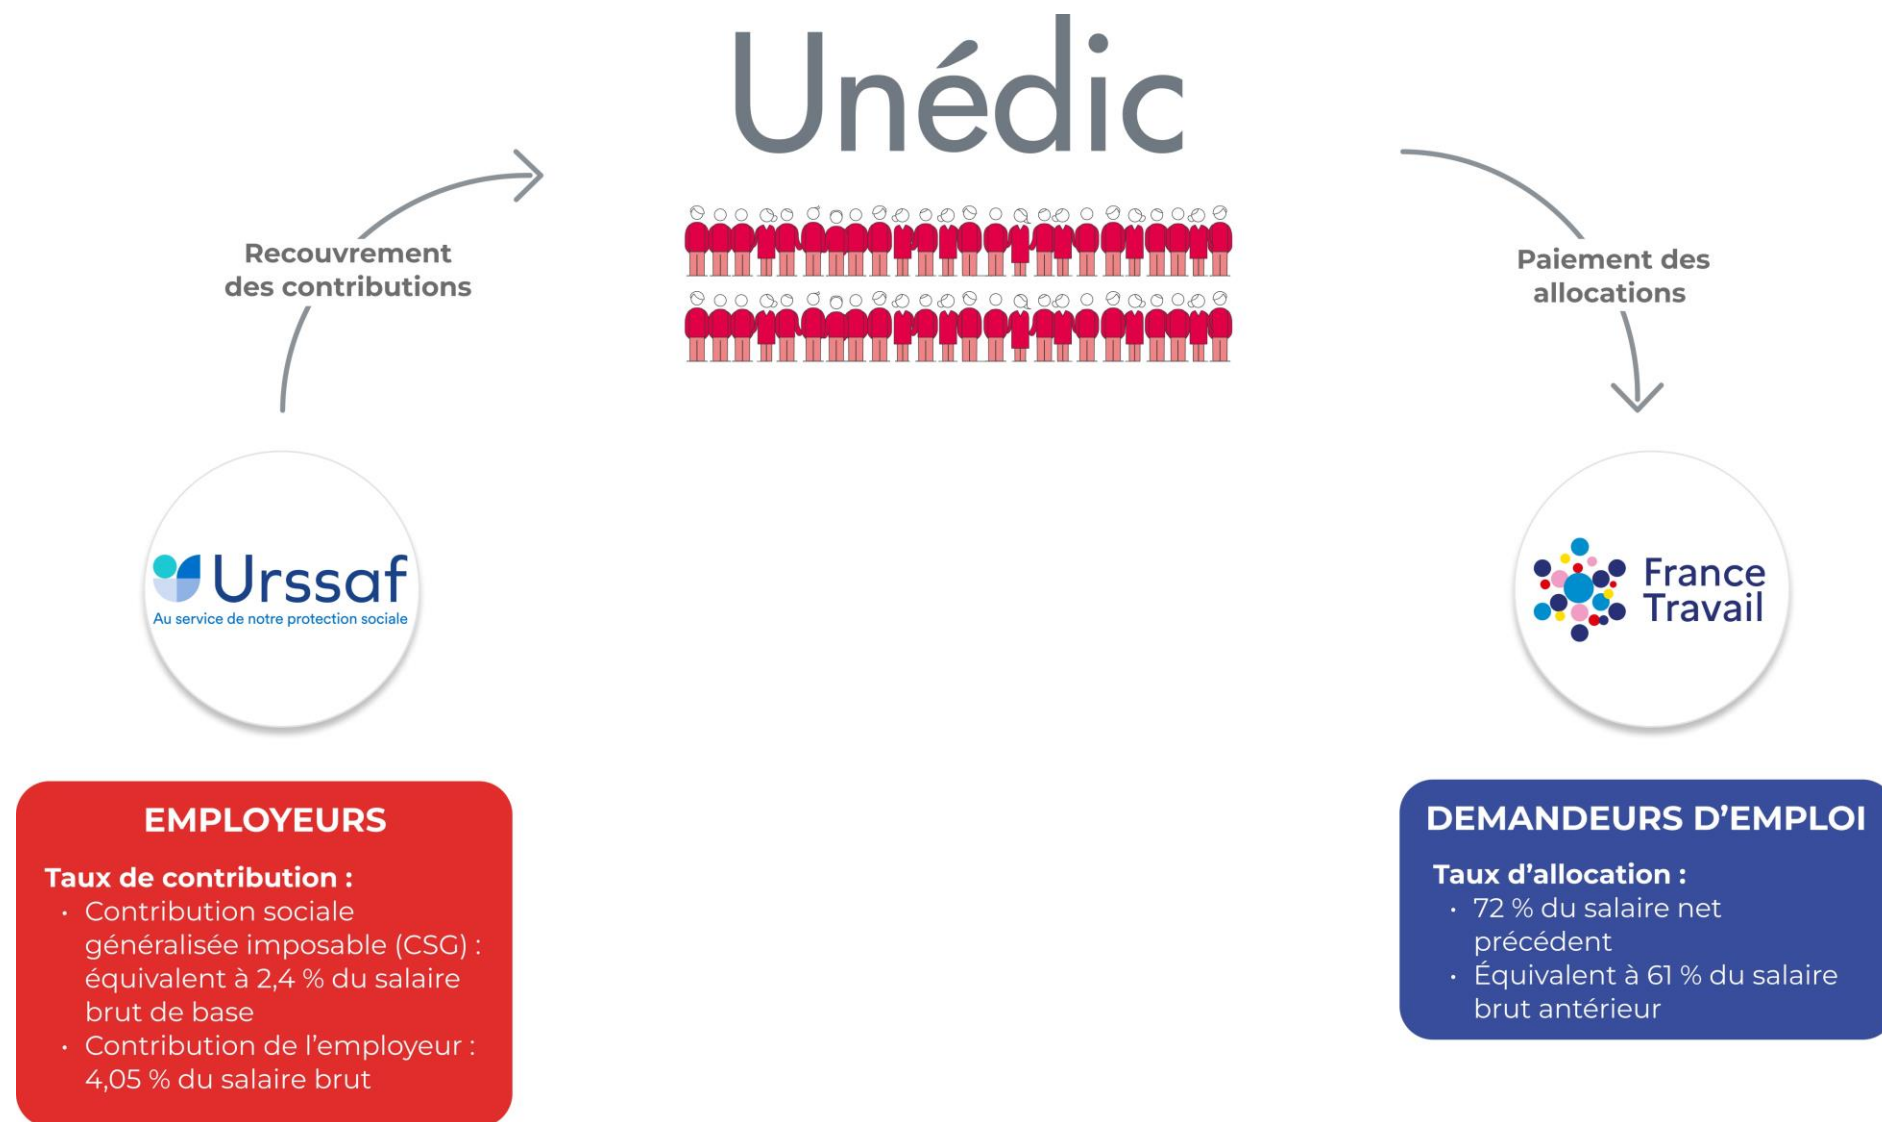 Unédic
Recouvrement
des contributions
Paiement des
allocations
Urssaf
Au service de notre protection sociale
France
Travail
EMPLOYEURS
Taux de contribution :
· Contribution sociale
généralisée imposable (CSG) :
équivalent à 2,4 % du salaire
brut de base
· Contribution de l’employeur :
4,05 % du salaire brut
DEMANDEURS D’EMPLOI
Taux d’allocation :
· 72 % du salaire net
précédent
· Équivalent à 61 % du salaire
brut antérieur